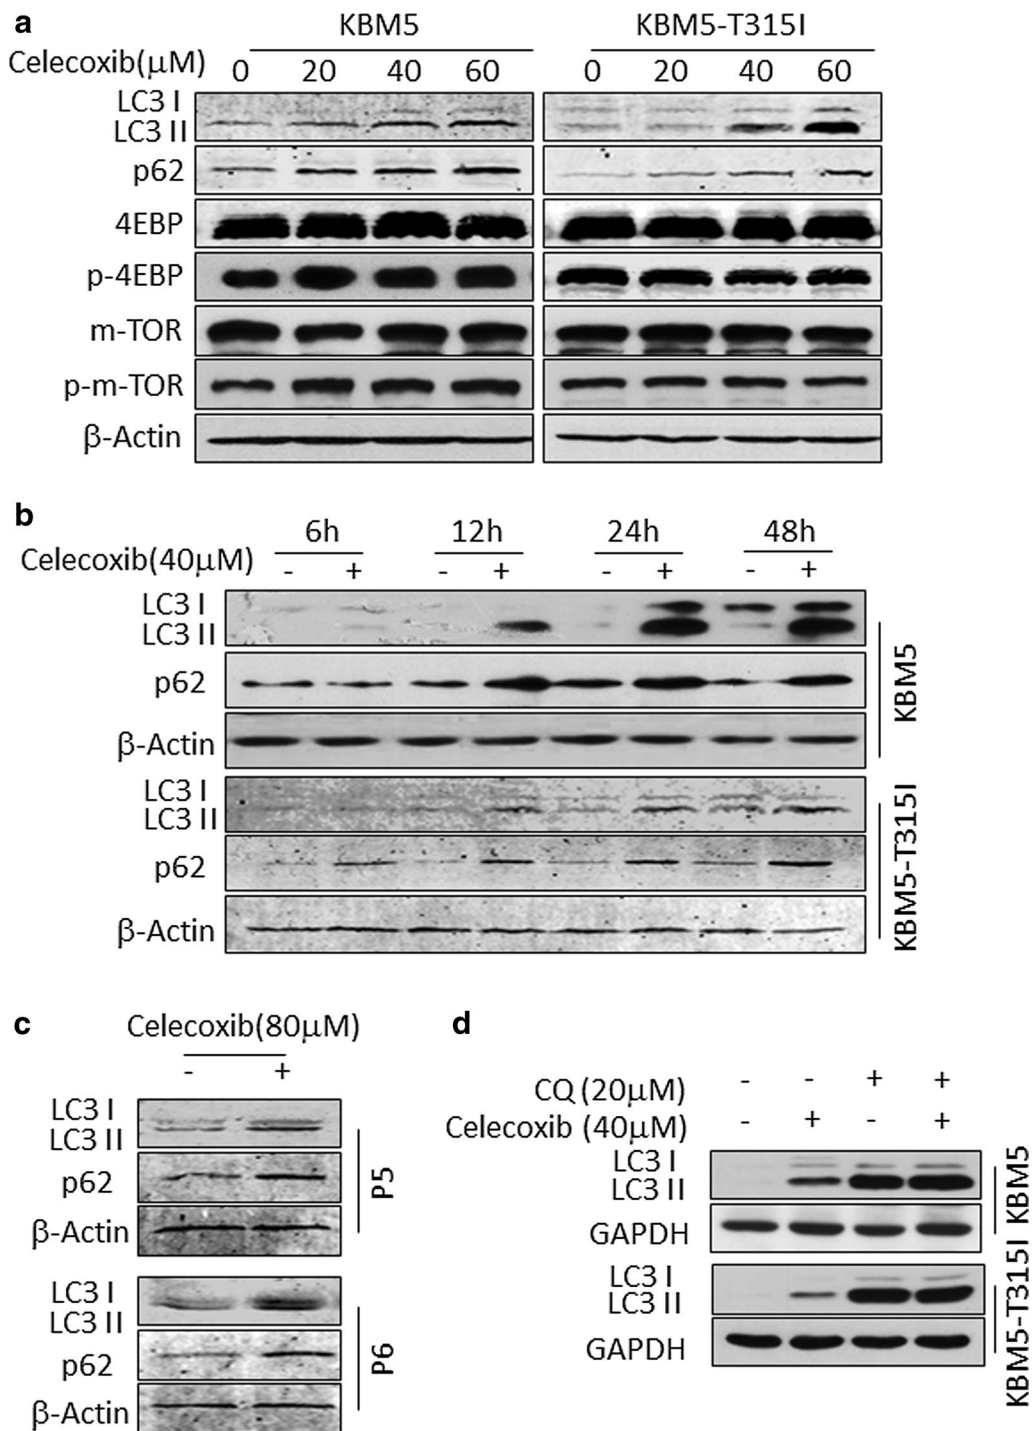 a
KBM5 KBM5-T315I
Celecoxib(μM) 0 20 40 60 0 20 40 60
LC3 I
LC3 II
p62
4EBP
p-4EBP
m-TOR
p-m-TOR
β-Actin
b
6h 12h 24h 48h
Celecoxib(40μM) - + - + - + - +
LC3 I
LC3 II
p62
β-Actin
KBM5
LC3 I
LC3 II
p62
β-Actin
KBM5-T315I
c
Celecoxib(80μM)
- +
LC3 I
LC3 II
p62
β-Actin
P5
LC3 I
LC3 II
p62
β-Actin
P6
d
CQ (20μM) - - + +
Celecoxib (40μM) - + - +
LC3 I
LC3 II
GAPDH
KBM5
LC3 I
LC3 II
GAPDH
KBM5-T315I